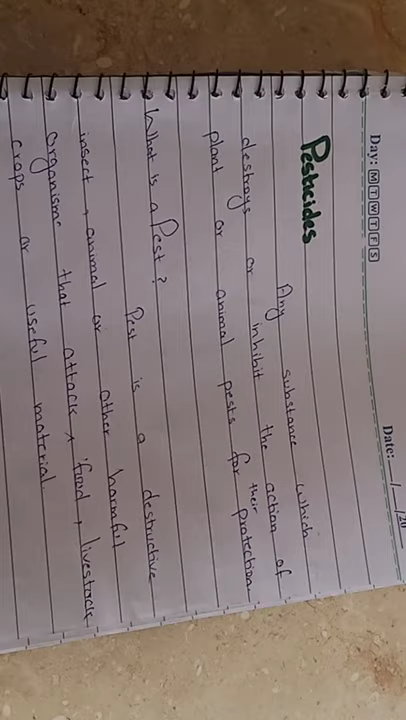 Day: M T W T F S
Date: __/__/20
Pesticides
Any substance which
destroys or inhibit the action of
plant or animal pests for their protection
What is a Pest?
Pest is a destructive
insect, animal or other harmful
organisms that attack, food, livestock
crops or useful material.